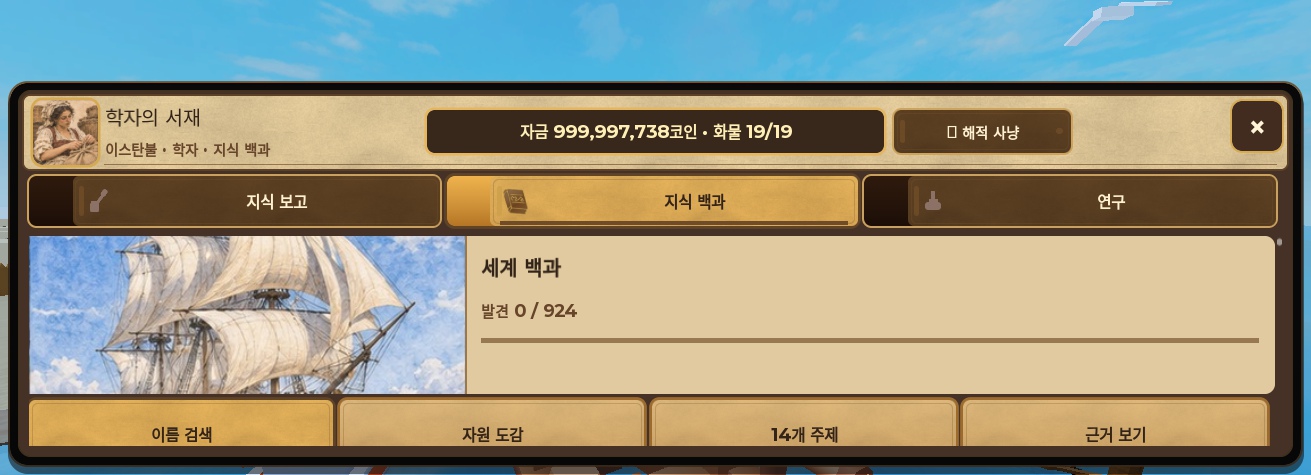 학자의 서재
이스탄불 • 학자 • 지식 백과
자금 999,997,738코인 • 화물 19/19
해적 사냥
×
지식 보고
지식 백과
연구
세계 백과
발견 0 / 924
이름 검색
자원 도감
14개 주제
근거 보기